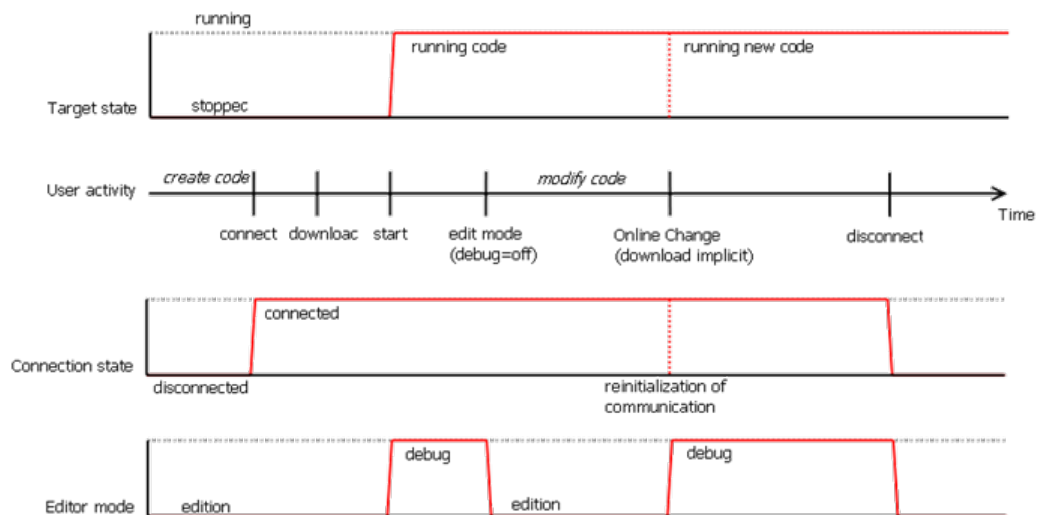 running
running code
running new code
Target state
stoppec
create code
modify code
User activity
Time
connect
downloac
start
edit mode
(debug=off)
Online Change
(download implicit)
disconnect
connected
Connection state
disconnected
reinitialization of
communication
debug
debug
Editor mode
edition
edition